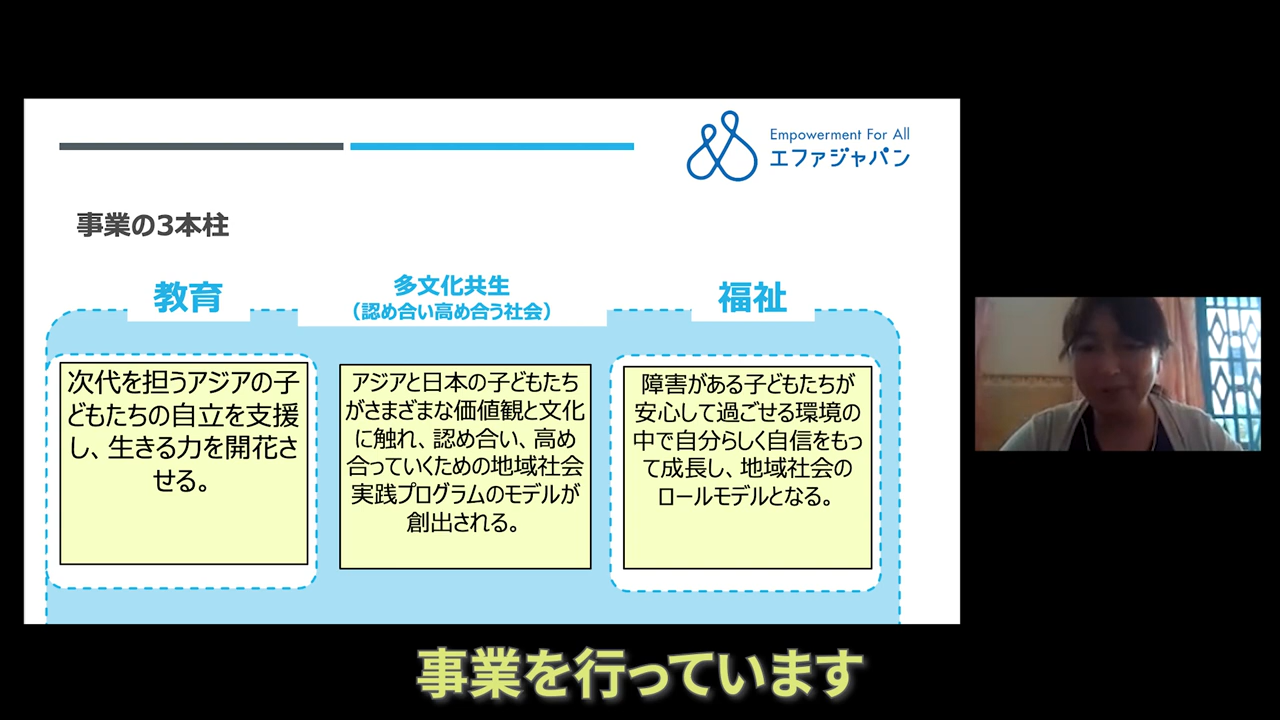 Empowerment For All
エファジャパン
事業の3本柱
教育
多文化共生
（認め合い高め合う社会）
福祉
次代を担うアジアの子
どもたちの自立を支援
し、生きる力を開花さ
せる。
アジアと日本の子どもたち
がさまざまな価値観と文化
に触れ、認め合い、高め
合っていくための地域社会
実践プログラムのモデルが
創出される。
障害がある子どもたちが
安心して過ごせる環境の
中で自分らしく自信をもっ
て成長し、地域社会の
ロールモデルとなる。
事業を行っています